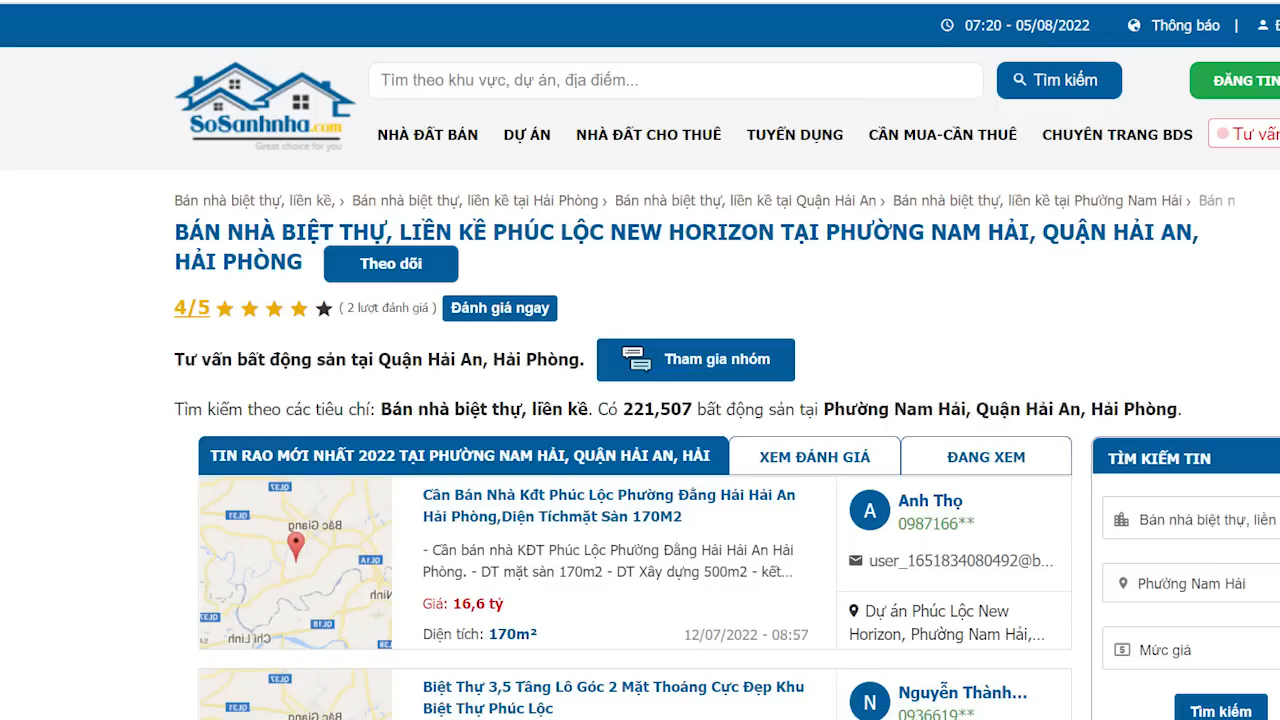 07:20 - 05/08/2022
Thông báo
|
SoSanhnha.com
Great choice for you
Tìm theo khu vực, dự án, địa điểm...
Tìm kiếm
ĐĂNG TIN
NHÀ ĐẤT BÁN
DỰ ÁN
NHÀ ĐẤT CHO THUÊ
TUYỂN DỤNG
CẦN MUA-CẦN THUÊ
CHUYÊN TRANG BDS
Bán nhà biệt thự, liền kề, › Bán nhà biệt thự, liền kề tại Hải Phòng › Bán nhà biệt thự, liền kề tại Quận Hải An › Bán nhà biệt thự, liền kề tại Phường Nam Hải › Bán n
BÁN NHÀ BIỆT THỰ, LIỀN KỀ PHÚC LỘC NEW HORIZON TẠI PHƯỜNG NAM HẢI, QUẬN HẢI AN,
HẢI PHÒNG
Theo dõi
4/5
( 2 lượt đánh giá )
Đánh giá ngay
Tư vấn bất động sản tại Quận Hải An, Hải Phòng.
Tham gia nhóm
Tìm kiếm theo các tiêu chí: Bán nhà biệt thự, liền kề. Có 221,507 bất động sản tại Phường Nam Hải, Quận Hải An, Hải Phòng.
TIN RAO MỚI NHẤT 2022 TẠI PHƯỜNG NAM HẢI, QUẬN HẢI AN, HẢI
XEM ĐÁNH GIÁ
ĐANG XEM
TÌM KIẾM TIN
Cần Bán Nhà Kđt Phúc Lộc Phường Đằng Hải Hải An
Hải Phòng,Diện Tíchmặt Sàn 170M2
- Cần bán nhà KĐT Phúc Lộc Phường Đằng Hải Hải An Hải
Phòng. - DT mặt sàn 170m2 - DT Xây dựng 500m2 - kết...
Giá: 16,6 tỷ
Diện tích: 170m²
12/07/2022 - 08:57
A
Anh Thọ
0987166**
user_1651834080492@b...
Dự án Phúc Lộc New
Horizon, Phường Nam Hải,...
Bán nhà biệt thự, liền
Phường Nam Hải
Mức giá
Tìm kiếm
Biệt Thự 3,5 Tầng Lô Góc 2 Mặt Thoáng Cực Đẹp Khu
Biệt Thự Phúc Lộc
N
Nguyễn Thành...
0936619**